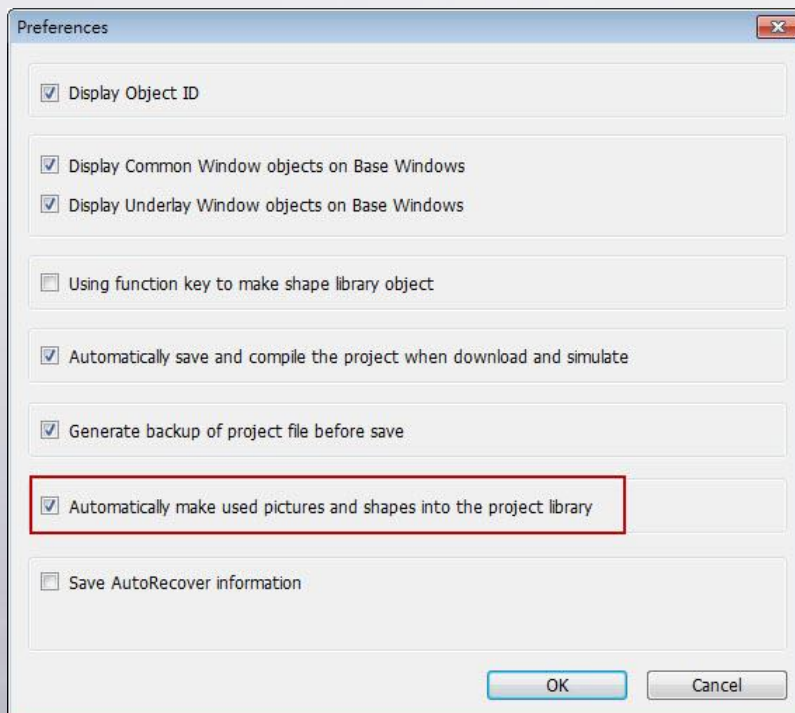 Preferences
Display Object ID
Display Common Window objects on Base Windows
Display Underlay Window objects on Base Windows
Using function key to make shape library object
Automatically save and compile the project when download and simulate
Generate backup of project file before save
Automatically make used pictures and shapes into the project library
Save AutoRecover information
OK
Cancel